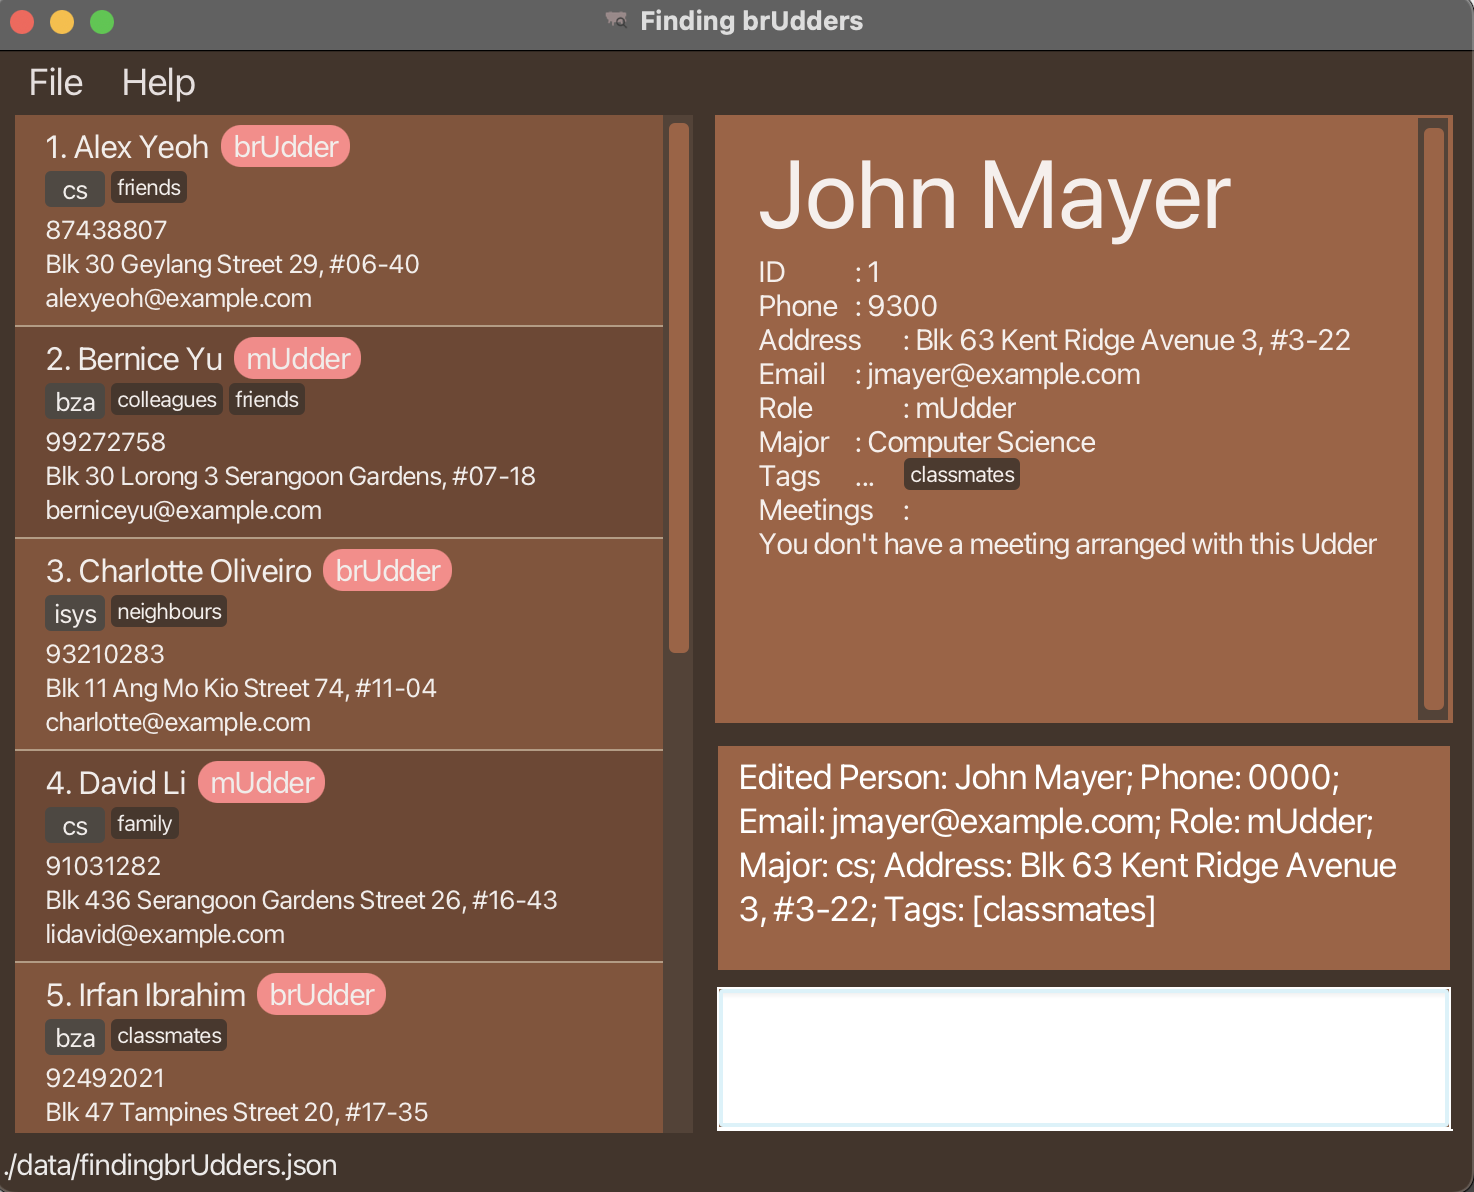 Finding brUdders
File Help
1. Alex Yeoh brUdder
cs friends
87438807
Blk 30 Geylang Street 29, #06-40
alexyeoh@example.com
2. Bernice Yu mUdder
bza colleagues friends
99272758
Blk 30 Lorong 3 Serangoon Gardens, #07-18
berniceyu@example.com
3. Charlotte Oliveiro brUdder
isys neighbours
93210283
Blk 11 Ang Mo Kio Street 74, #11-04
charlotte@example.com
4. David Li mUdder
cs family
91031282
Blk 436 Serangoon Gardens Street 26, #16-43
lidavid@example.com
5. Irfan Ibrahim brUdder
bza classmates
92492021
Blk 47 Tampines Street 20, #17-35
John Mayer
ID : 1
Phone : 9300
Address : Blk 63 Kent Ridge Avenue 3, #3-22
Email : jmayer@example.com
Role : mUdder
Major : Computer Science
Tags ... classmates
Meetings :
You don't have a meeting arranged with this Udder
Edited Person: John Mayer; Phone: 0000;
Email: jmayer@example.com; Role: mUdder;
Major: cs; Address: Blk 63 Kent Ridge Avenue
3, #3-22; Tags: [classmates]
./data/findingbrUdders.json